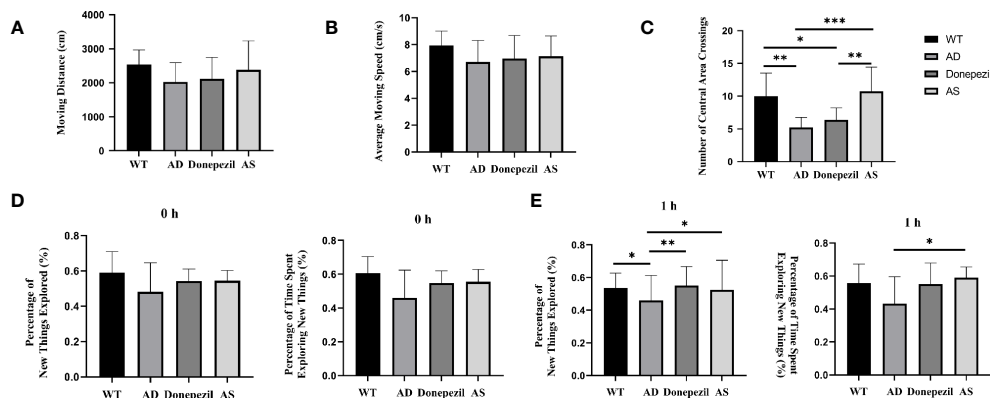 A
Moving Distance (cm)
4000
3000
2000
1000
0
WT AD Donepezil AS
B
Average Moving Speed (cm/s)
10
8
6
4
2
0
WT AD Donepezil AS
C
Number of Central Area Crossings
20
15
10
5
0
***
*
**
**
WT AD Donepezil AS
WT
AD
Donepezi
AS
D
0 h
Percentage of
New Things Explored (%)
0.8
0.6
0.4
0.2
0.0
WT AD Donepezil AS
0 h
Percentage of Time Spent
Exploring New Things (%)
0.8
0.6
0.4
0.2
0.0
WT AD Donepezil AS
E
1 h
Percentage of
New Things Explored (%)
0.8
0.6
0.4
0.2
0.0
*
*
**
WT AD Donepezil AS
1 h
Percentage of Time Spent
Exploring New Things (%)
0.8
0.6
0.4
0.2
0.0
*
WT AD Donepezil AS